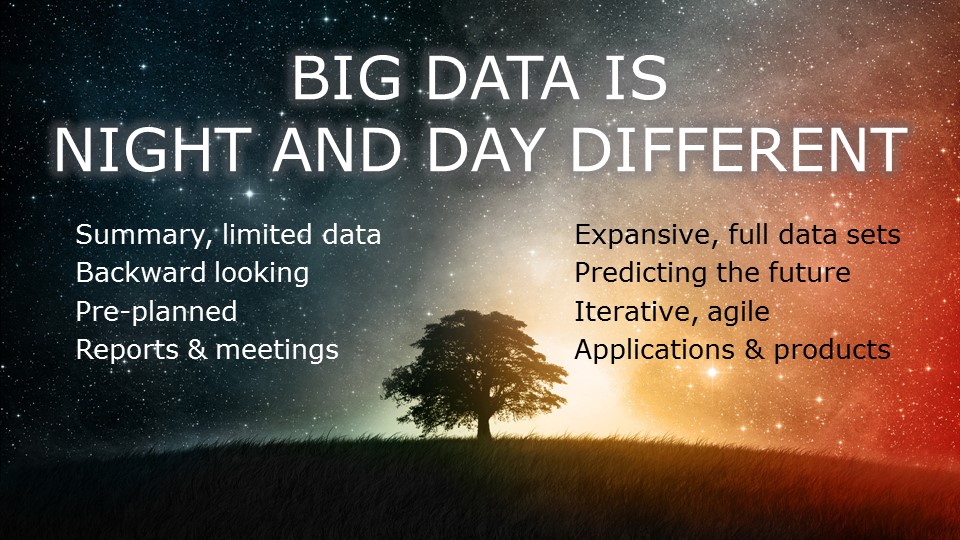 BIG DATA IS
NIGHT AND DAY DIFFERENT
Summary, limited data
Backward looking
Pre-planned
Reports & meetings
Expansive, full data sets
Predicting the future
Iterative, agile
Applications & products